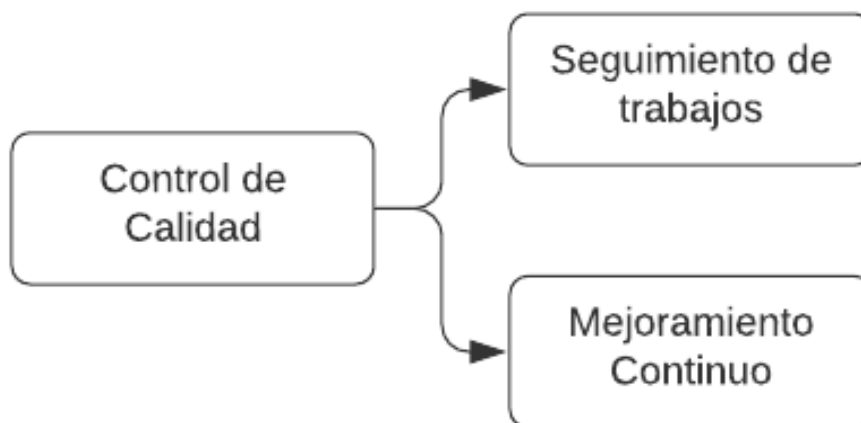 Control de
Calidad
Seguimiento de
trabajos
Mejoramiento
Continuo